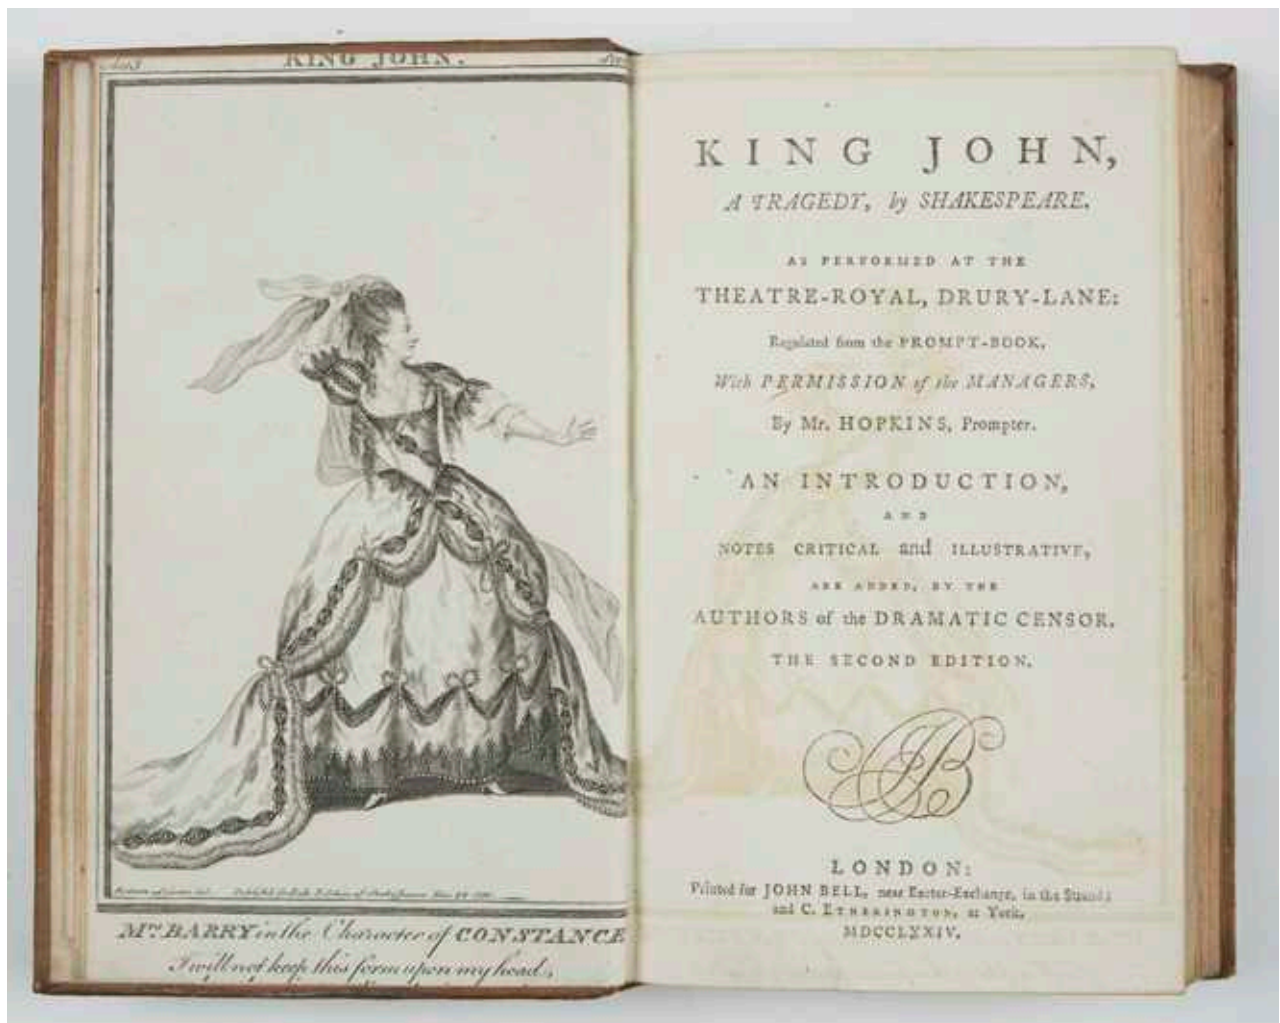 KING JOHN.
Mrs. BARRY in the Character of CONSTANCE
I will not keep this form upon my head,
KING JOHN,
A TRAGEDY, by SHAKESPEARE.
AS PERFORMED AT THE
THEATRE-ROYAL, DRURY-LANE:
Regulated from the PROMPT-BOOK,
With PERMISSION of the MANAGERS,
By Mr. HOPKINS, Prompter.
AN INTRODUCTION,
AND
NOTES CRITICAL and ILLUSTRATIVE,
ARE ADDED, BY THE
AUTHORS of the DRAMATIC CENSOR.
THE SECOND EDITION.
JB
LONDON:
Printed for JOHN BELL, near Exeter-Exchange, in the Strand;
and C. ETHERINGTON, at York.
MDCCLXXIV.